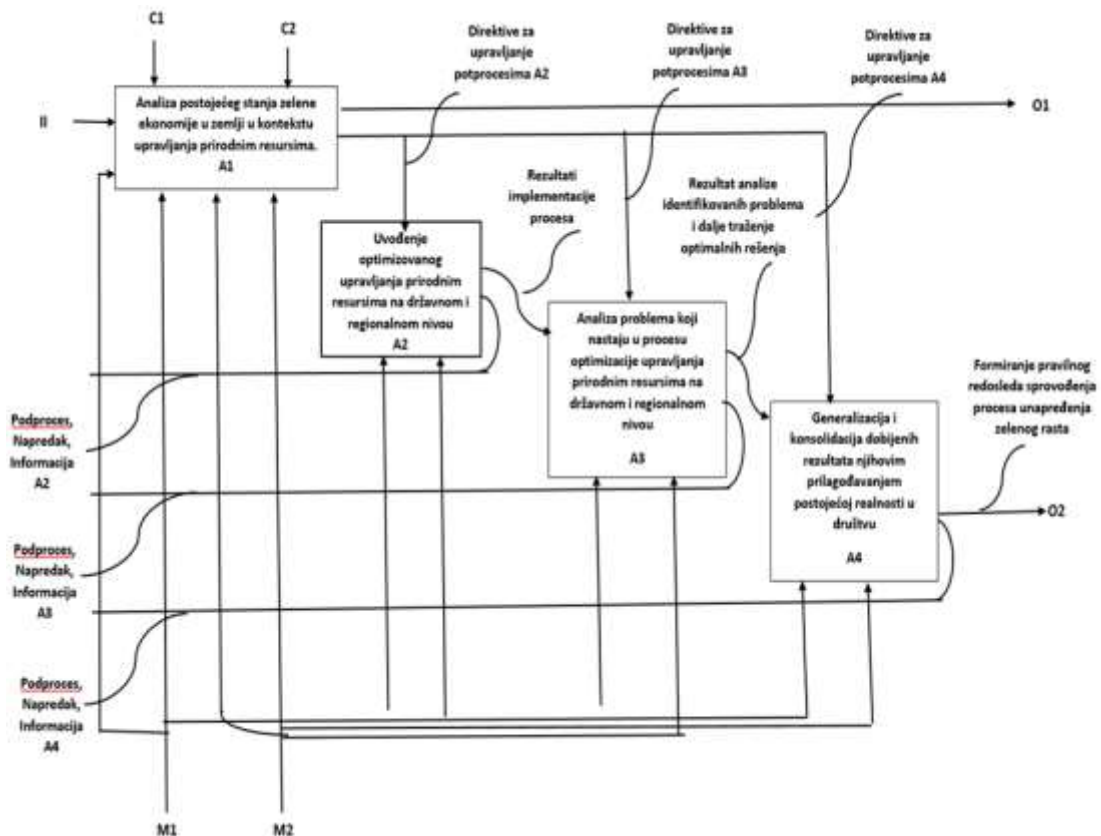 C1
C2
Direktive za
upravljanje
potprocesima A2
Direktive za
upravljanje
potprocesima A3
Direktive za
upravljanje
potprocesima A4
II
Analiza postojećeg stanja zelene
ekonomije u zemlji u kontekstu
upravljanja prirodnim resursima.
A1
O1
Rezultati
implementacije
procesa
Rezultat analize
identifikovanih problema
i dalje traženje
optimalnih rešenja
Uvođenje
optimizovanog
upravljanja prirodnim
resursima na državnom i
regionalnom nivou
A2
Analiza problema koji
nastaju u procesu
optimizacije upravljanja
prirodnim resursima na
državnom i regionalnom
nivou
A3
Formiranje pravilnog
redosleda sprovođenja
procesa unapređenja
zelenog rasta
Generalizacija i
konsolidacija dobijenih
rezultata njihovim
prilagođavanjem
postojećoj realnosti u
društvu
A4
O2
Podproces,
Napredak,
Informacija
A2
Podproces,
Napredak,
Informacija
A3
Podproces,
Napredak,
Informacija
A4
M1
M2